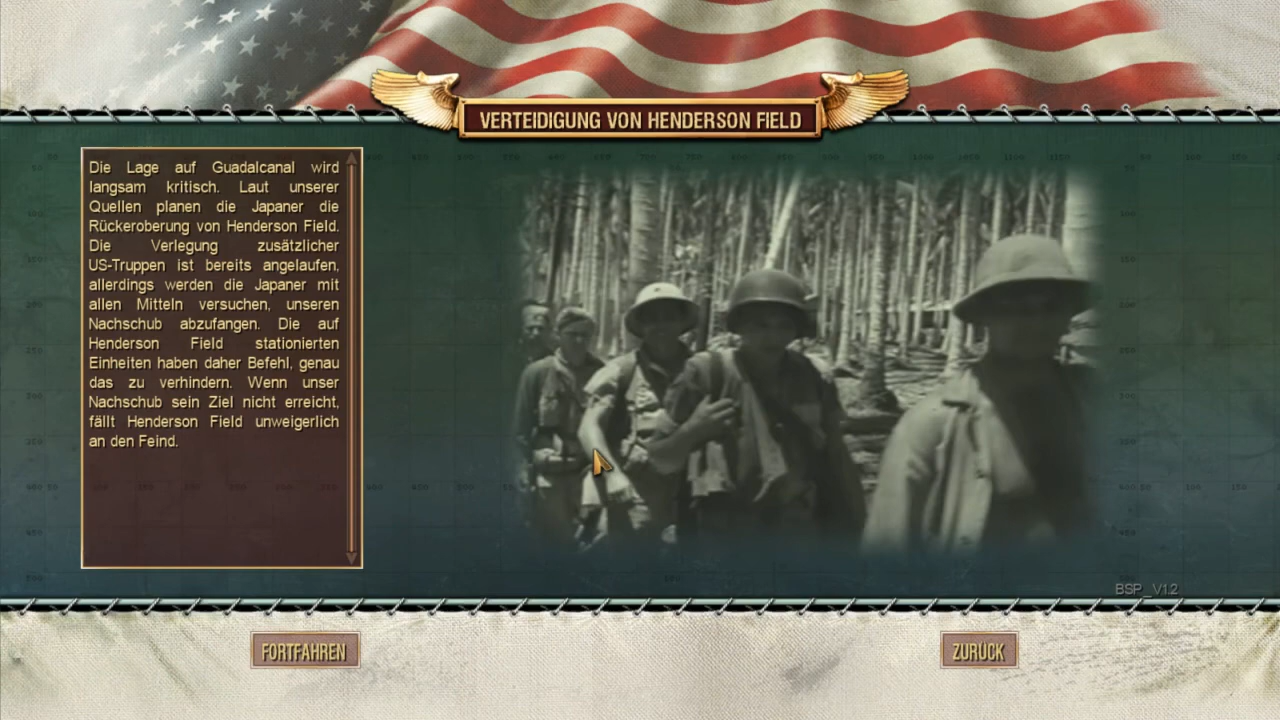 VERTEIDIGUNG VON HENDERSON FIELD
Die Lage auf Guadalcanal wird
langsam kritisch. Laut unserer
Quellen planen die Japaner die
Rückeroberung von Henderson Field.
Die Verlegung zusätzlicher
US-Truppen ist bereits angelaufen,
allerdings werden die Japaner mit
allen Mitteln versuchen, unseren
Nachschub abzufangen. Die auf
Henderson Field stationierten
Einheiten haben daher Befehl, genau
das zu verhindern. Wenn unser
Nachschub sein Ziel nicht erreicht,
fällt Henderson Field unweigerlich
an den Feind.
BSP_V1.2
FORTFAHREN
ZURÜCK